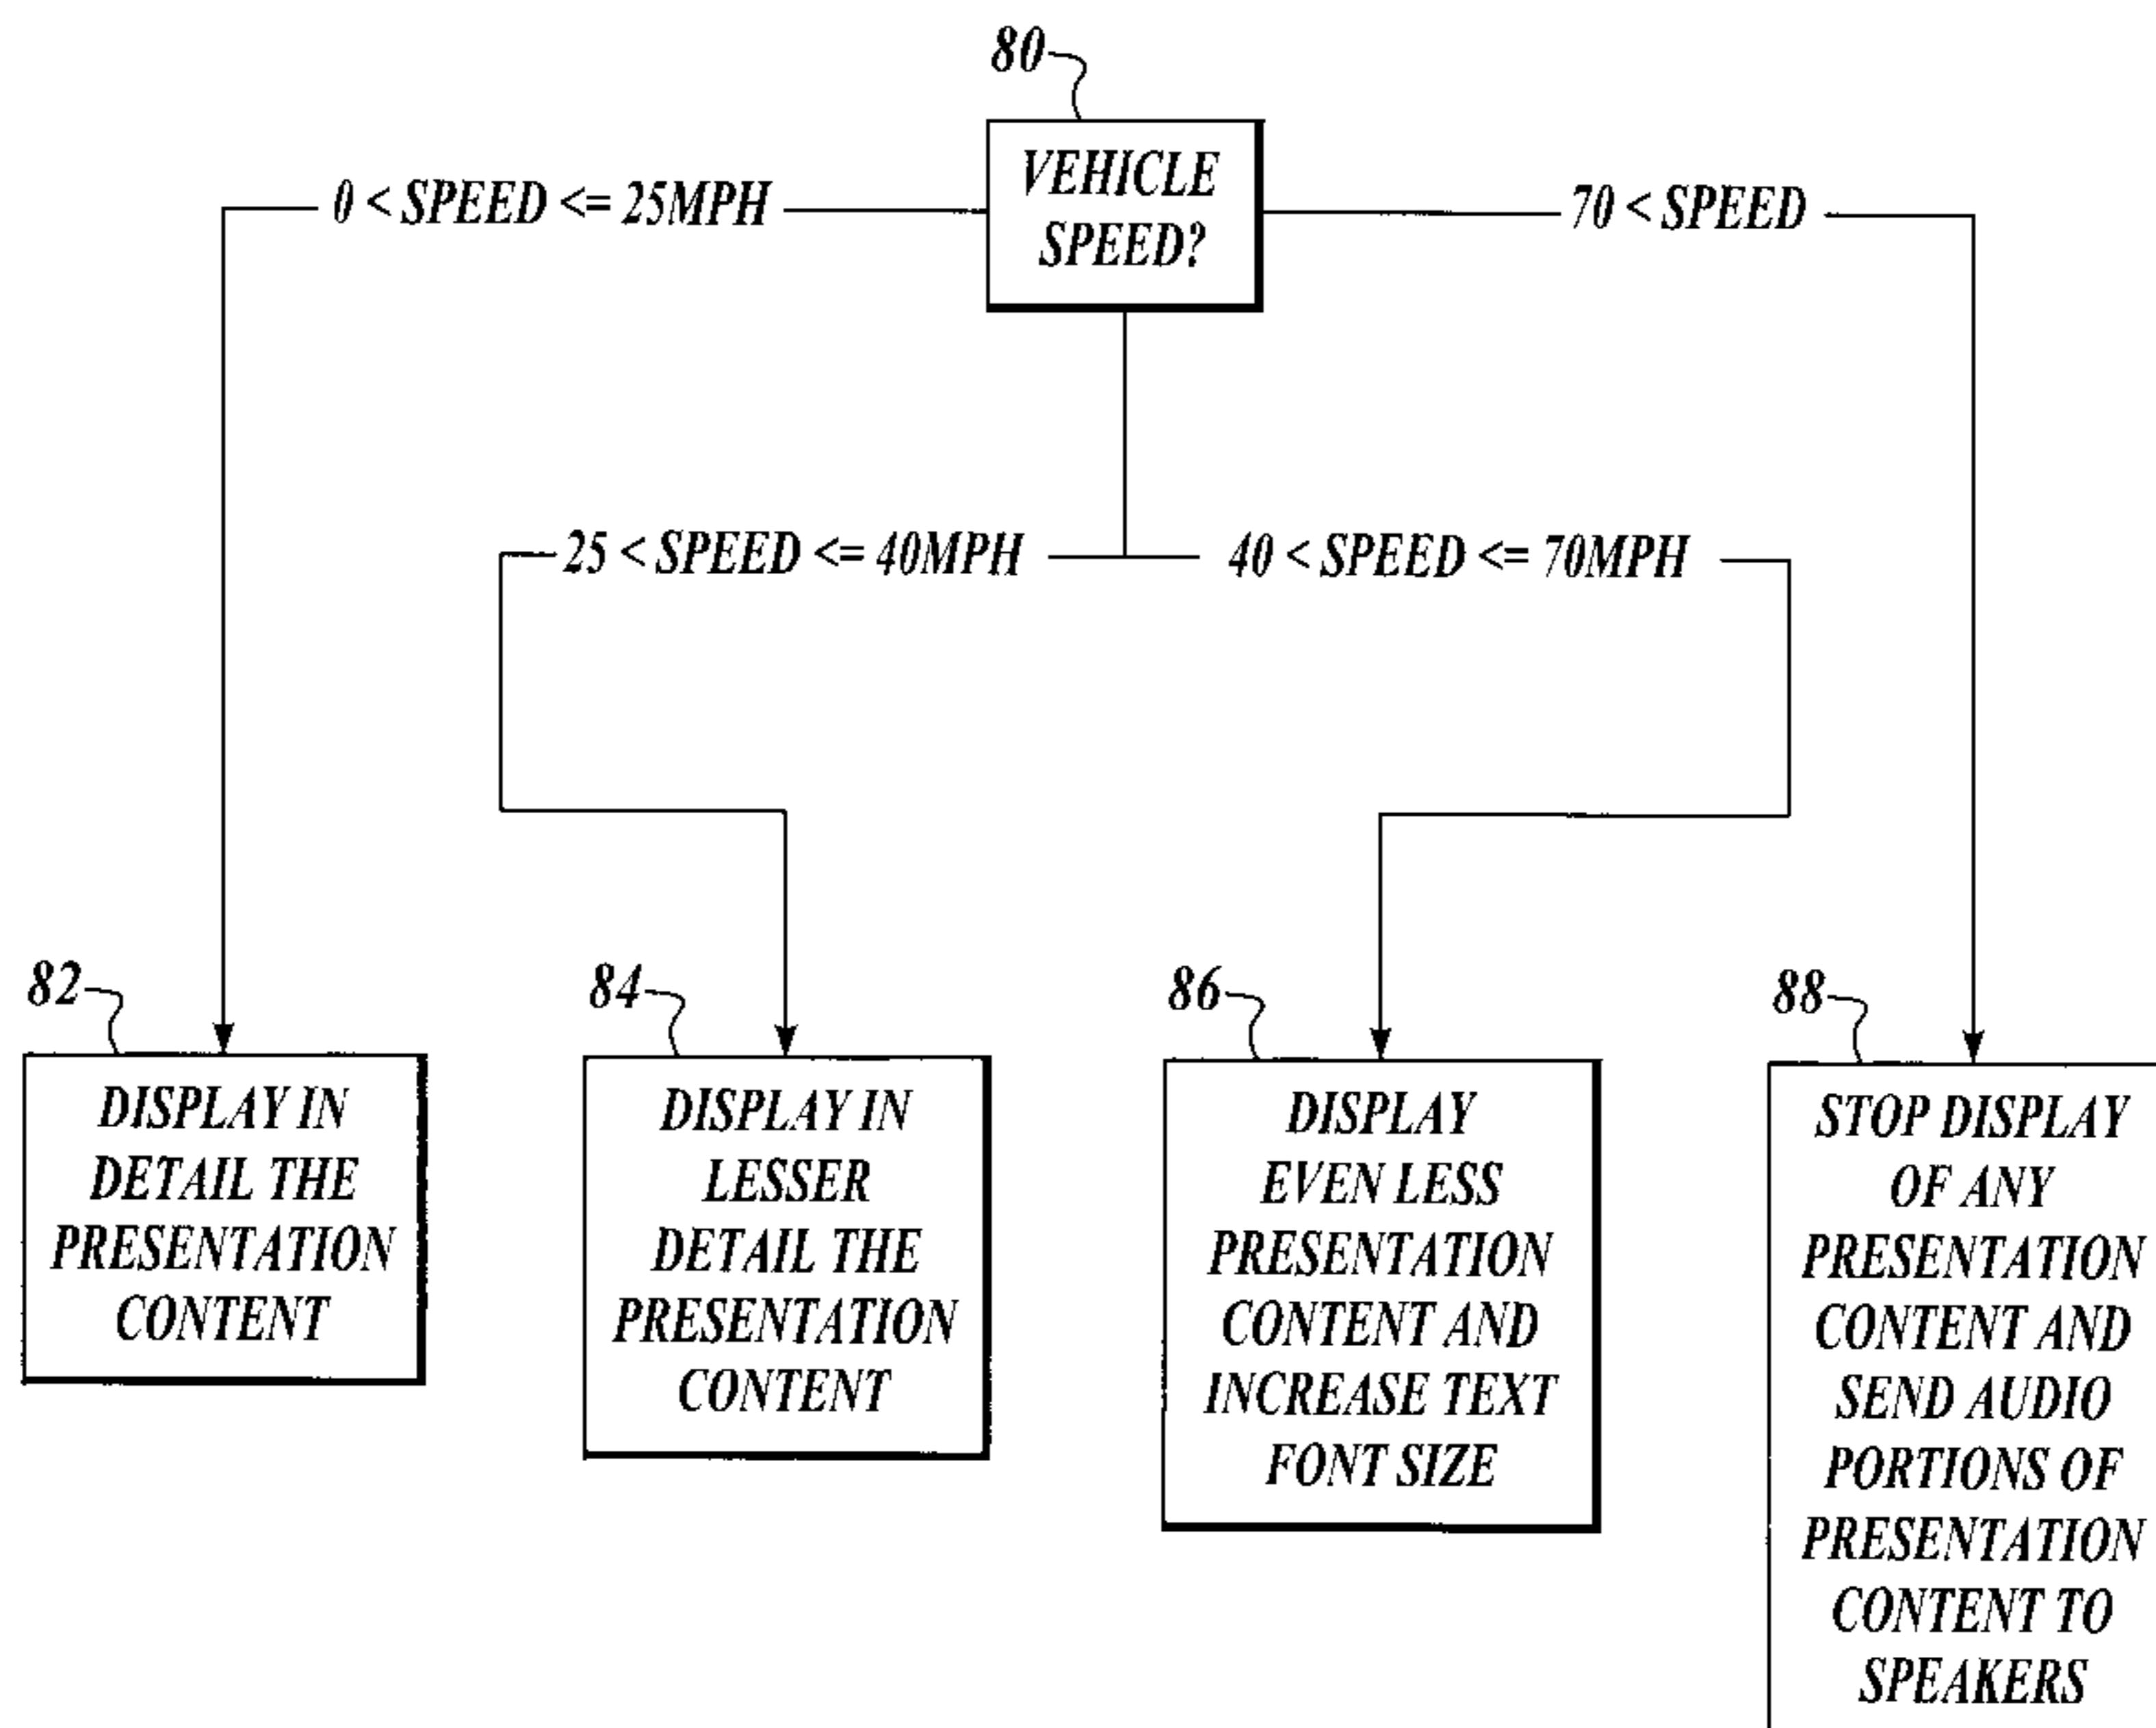 80
VEHICLE
SPEED?
0 < SPEED <= 25MPH
70 < SPEED
25 < SPEED <= 40MPH
40 < SPEED <= 70MPH
82
DISPLAY IN
DETAIL THE
PRESENTATION
CONTENT
84
DISPLAY IN
LESSER
DETAIL THE
PRESENTATION
CONTENT
86
DISPLAY
EVEN LESS
PRESENTATION
CONTENT AND
INCREASE TEXT
FONT SIZE
88
STOP DISPLAY
OF ANY
PRESENTATION
CONTENT AND
SEND AUDIO
PORTIONS OF
PRESENTATION
CONTENT TO
SPEAKERS